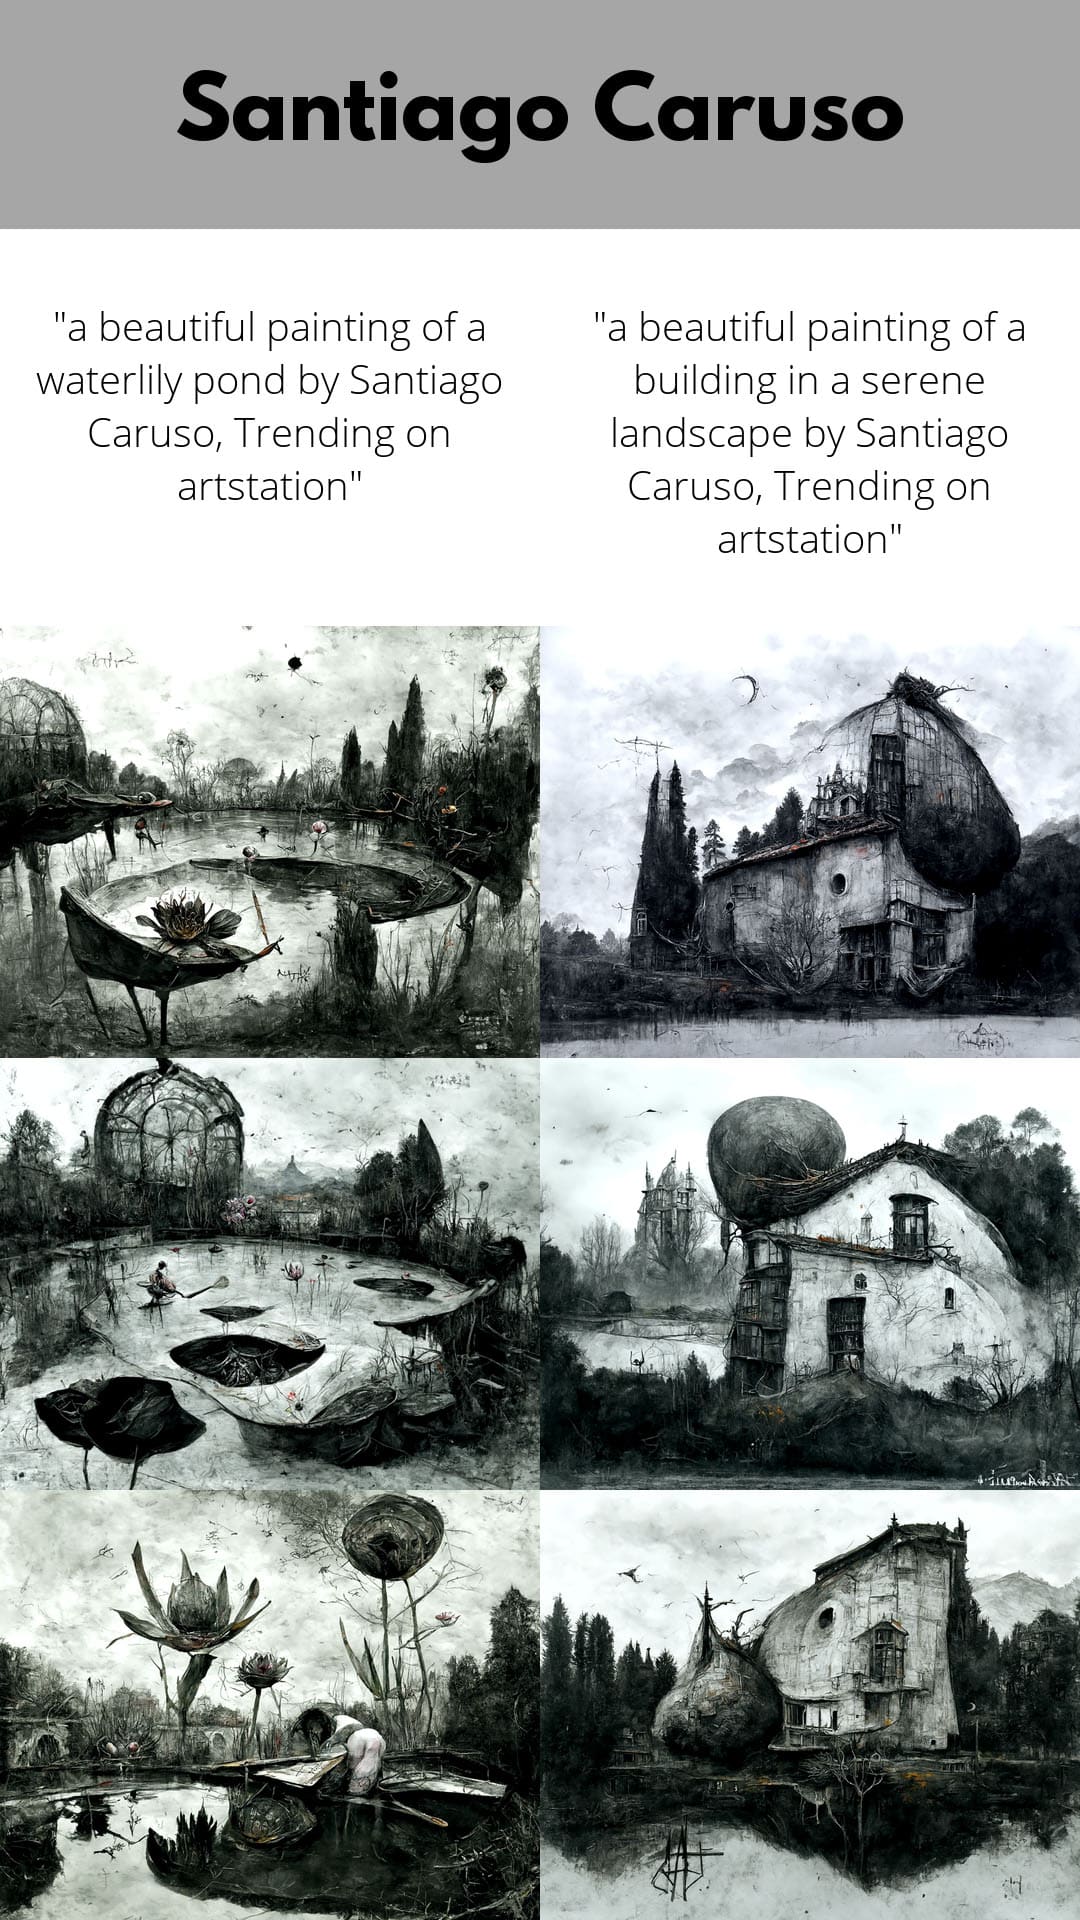 Santiago Caruso
"a beautiful painting of a
waterlily pond by Santiago
Caruso, Trending on
artstation"
"a beautiful painting of a
building in a serene
landscape by Santiago
Caruso, Trending on
artstation"